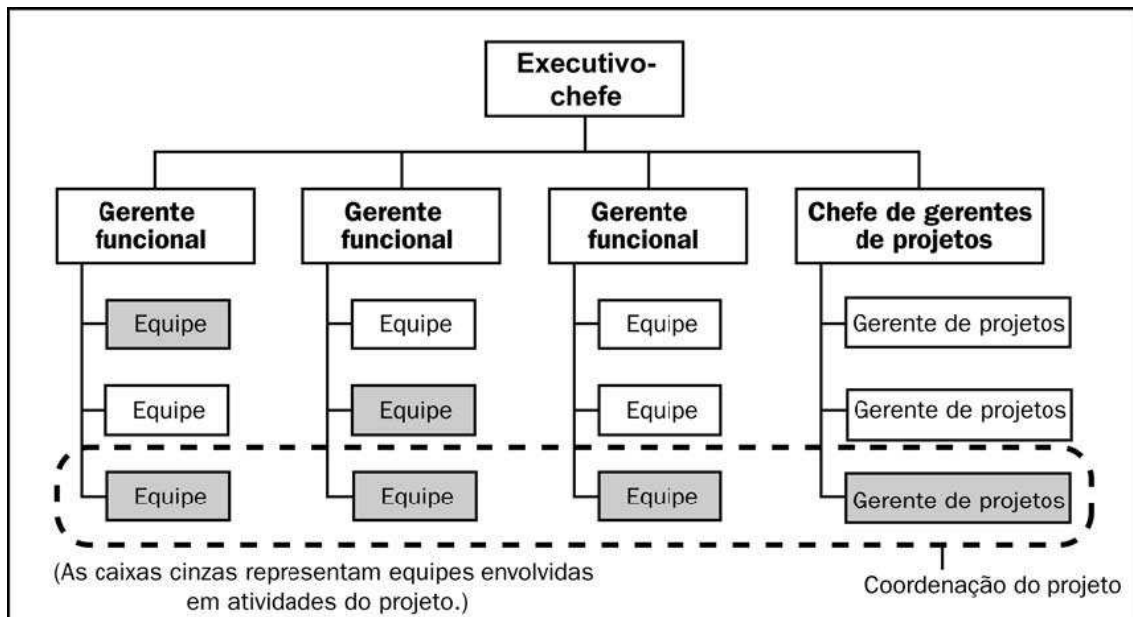 Executivo-
chefe
Gerente
funcional
Gerente
funcional
Gerente
funcional
Chefe de gerentes
de projetos
Equipe
Equipe
Equipe
Gerente de projetos
Equipe
Equipe
Equipe
Gerente de projetos
Equipe
Equipe
Equipe
Gerente de projetos
(As caixas cinzas representam equipes envolvidas
em atividades do projeto.)
Coordenação do projeto